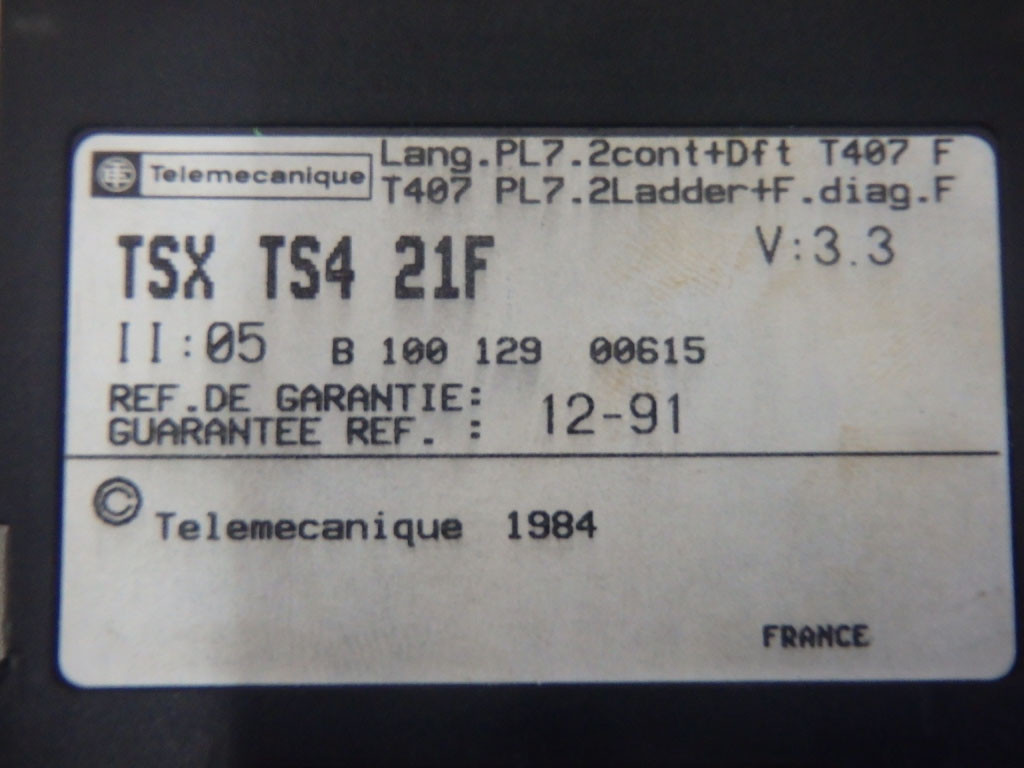 Telemecanique
Lang.PL7.2cont+Dft T407 F
T407 PL7.2Ladder+F.diag.F
TSX TS4 21F
V:3.3
II:05 B 100 129 00615
REF.DE GARANTIE:
GUARANTEE REF. :
12-91
© Telemecanique 1984
FRANCE